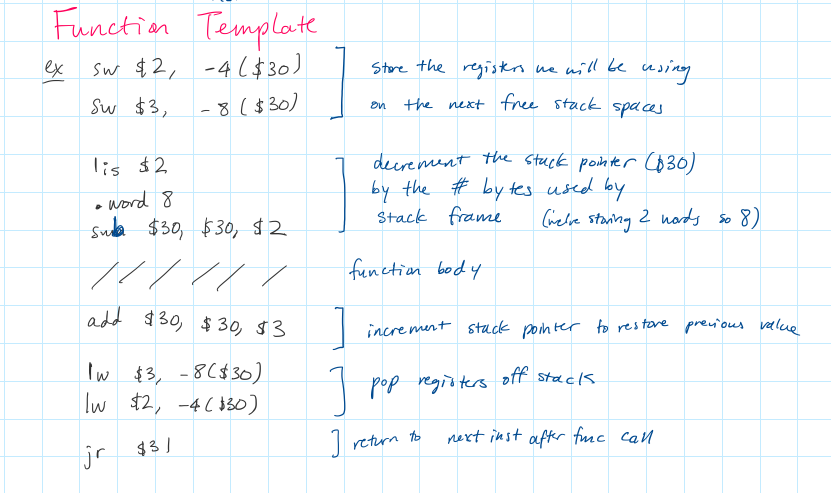 Function Template
ex sw $2, -4($30)
store the registers we will be using
sw $3, -8($30)
on the next free stack spaces
lis $2
decrement the stack pointer ($30)
.word 8
by the # bytes used by
sub $30, $30, $2
stack frame (we're storing 2 words so 8)
function body
add $30, $30, $3
increment stack pointer to restore previous value
lw $3, -8($30)
pop registers off stack
lw $2, -4($30)
jr $31
return to next inst after func call